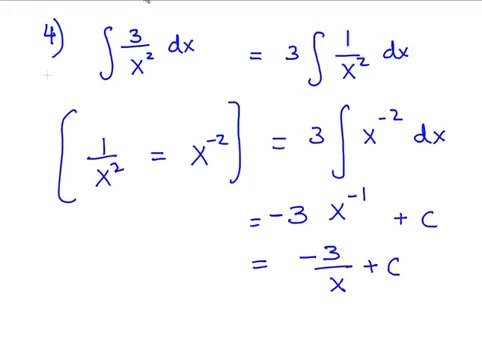 4) ∫ 3/x² dx = 3 ∫ 1/x² dx
[ 1/x² = x⁻² ] = 3 ∫ x⁻² dx
= -3 x⁻¹ + c
= -3/x + c